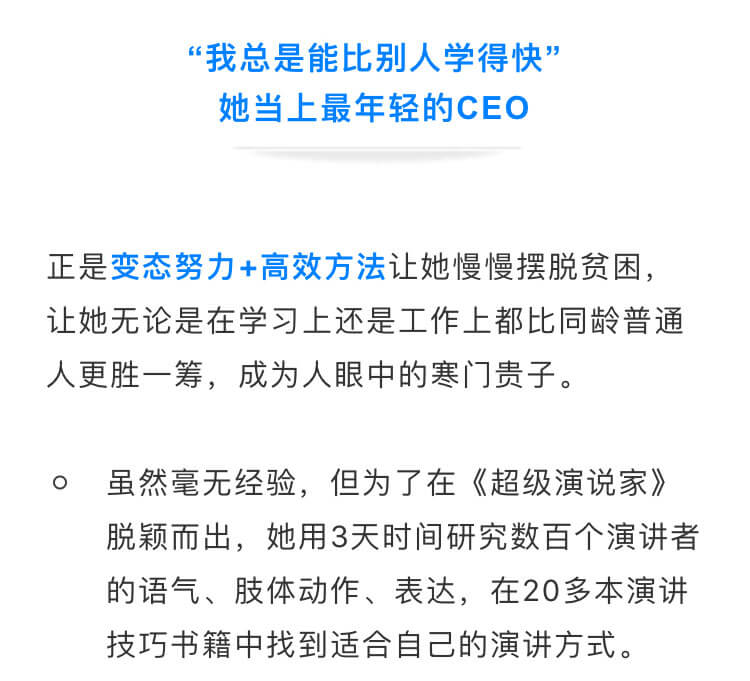 “我总是能比别人学得快”
她当上最年轻的CEO
正是变态努力+高效方法让她慢慢摆脱贫困，
让她无论是在学习上还是工作上都比同龄普通
人更胜一筹，成为人眼中的寒门贵子。
虽然毫无经验，但为了在《超级演说家》
脱颖而出，她用3天时间研究数百个演讲者
的语气、肢体动作、表达，在20多本演讲
技巧书籍中找到适合自己的演讲方式。